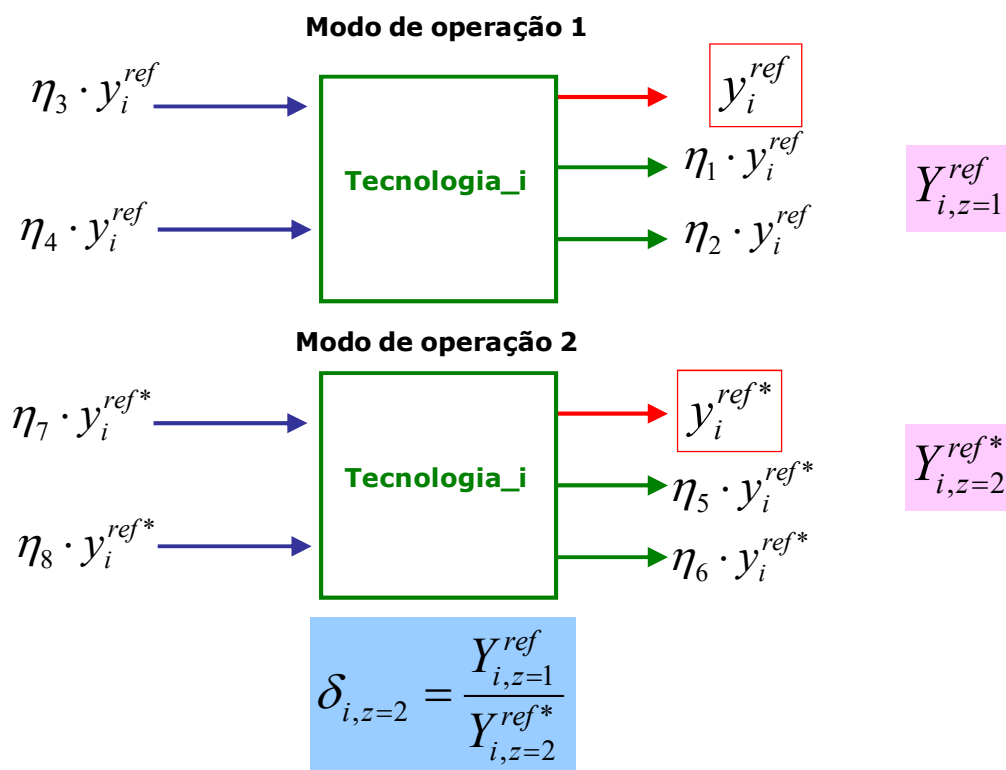 Modo de operação 1
η₃ · y_i^{ref}
y_i^{ref}
Tecnologia_i
η₁ · y_i^{ref}
Y_{i,z=1}^{ref}
η₄ · y_i^{ref}
η₂ · y_i^{ref}
Modo de operação 2
η₇ · y_i^{ref*}
y_i^{ref*}
Tecnologia_i
η₅ · y_i^{ref*}
Y_{i,z=2}^{ref*}
η₈ · y_i^{ref*}
η₆ · y_i^{ref*}
δ_{i,z=2} = \frac{Y_{i,z=1}^{ref}}{Y_{i,z=2}^{ref*}}